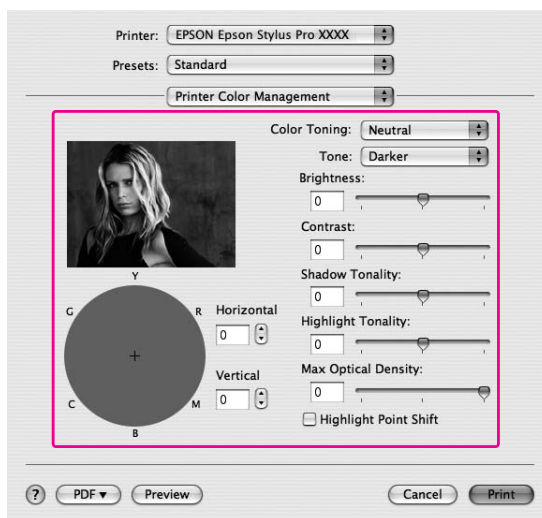 Printer: EPSON Epson Stylus Pro XXXX
Presets: Standard
Printer Color Management
Color Toning: Neutral
Tone: Darker
Brightness:
0
Contrast:
0
Shadow Tonality:
0
Highlight Tonality:
0
Max Optical Density:
0
Highlight Point Shift
Y
G R
C M
B
Horizontal
0
Vertical
0
? PDF▼ Preview Cancel Print